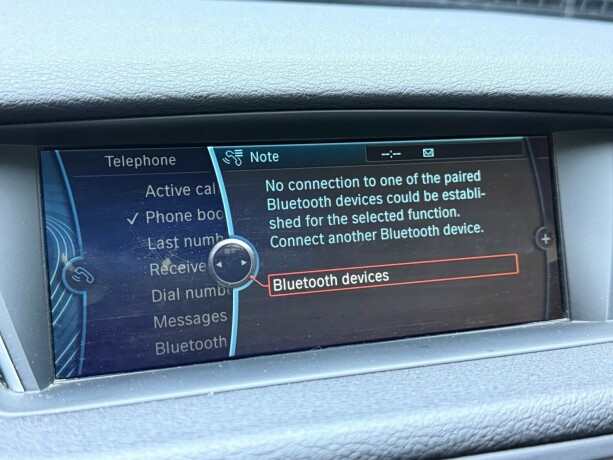 Telephone
Active cal
✓ Phone boo
Last numb
Receive
Dial numb
Messages
Bluetooth
Note
--:--
No connection to one of the paired
Bluetooth devices could be establi-
shed for the selected function.
Connect another Bluetooth device.
Bluetooth devices